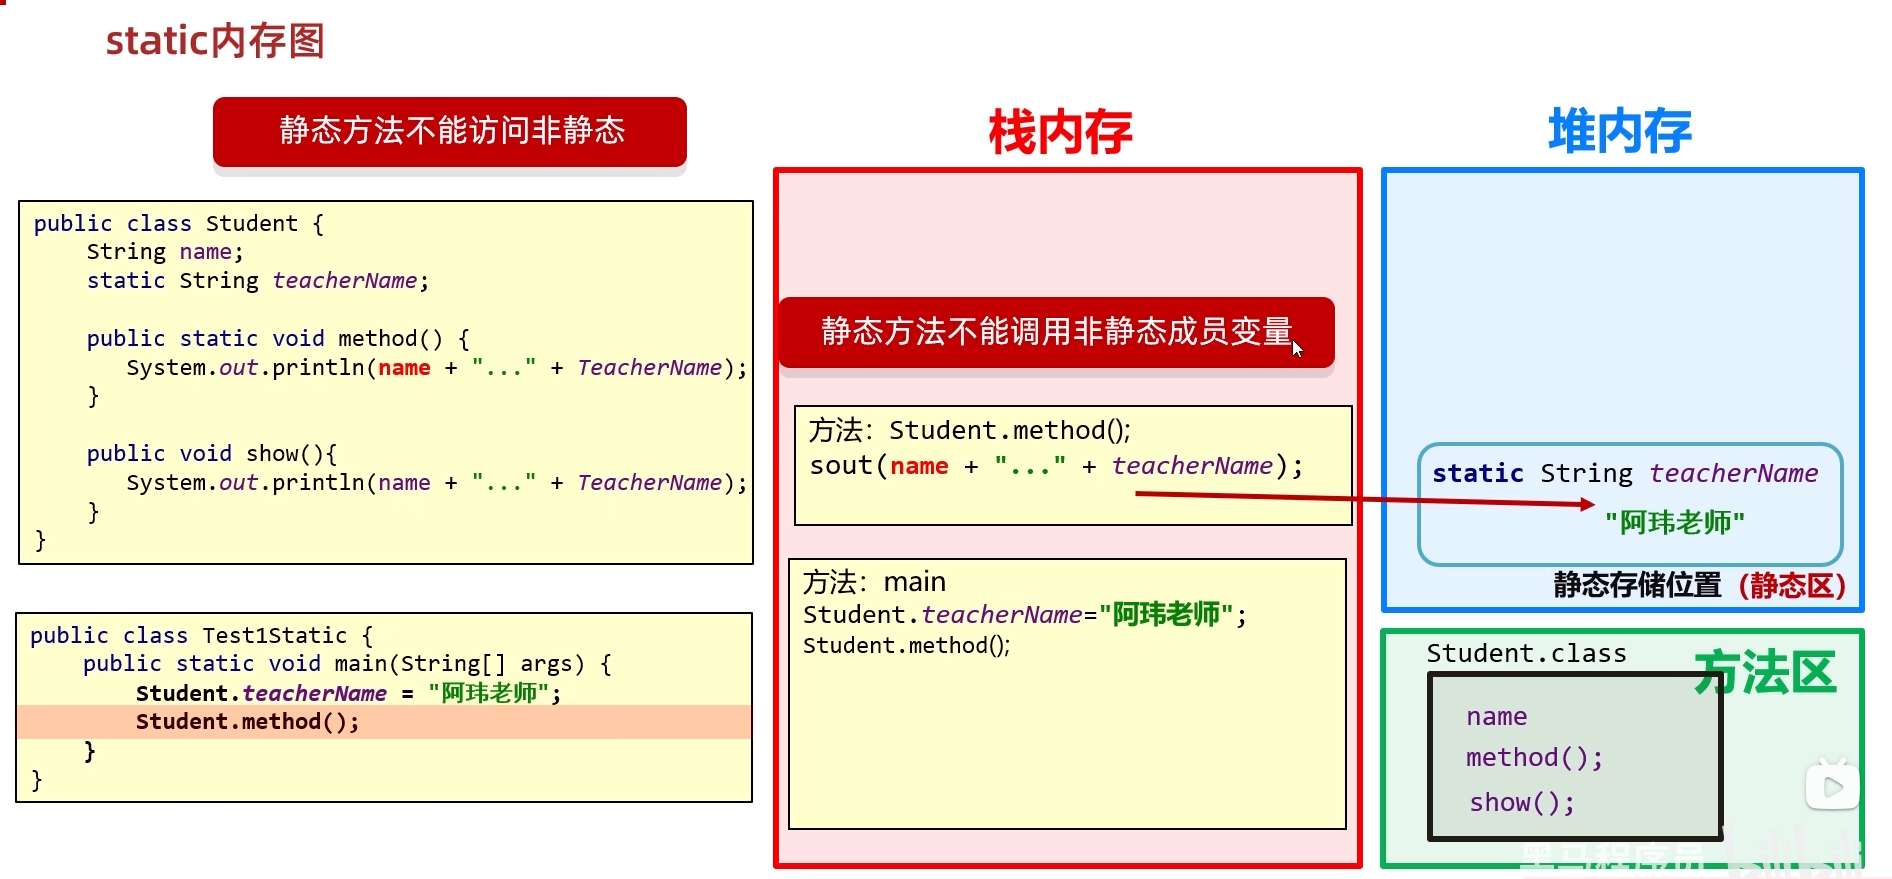 static内存图
静态方法不能访问非静态
public class Student {
String name;
static String teacherName;
public static void method() {
System.out.println(name + "..." + TeacherName);
}
public void show(){
System.out.println(name + "..." + TeacherName);
}
}
public class Test1Static {
public static void main(String[] args) {
Student.teacherName = "阿玮老师";
Student.method();
}
}
栈内存
静态方法不能调用非静态成员变量
方法：Student.method();
sout(name + "..." + teacherName);
方法：main
Student.teacherName="阿玮老师";
Student.method();
堆内存
static String teacherName
"阿玮老师"
静态存储位置（静态区）
Student.class
方法区
name
method();
show();
黑马程序员